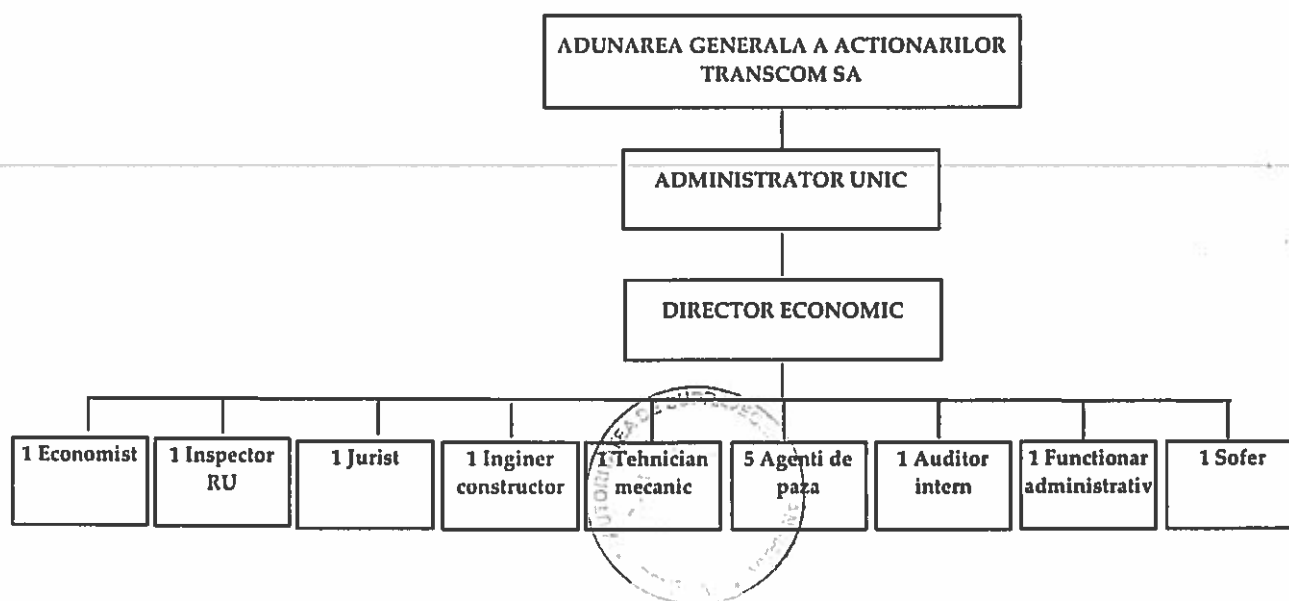 ADUNAREA GENERALA A ACTIONARILOR
TRANSCOM SA
ADMINISTRATOR UNIC
DIRECTOR ECONOMIC
1 Economist
1 Inspector
RU
1 Jurist
1 Inginer
constructor
1 Tehnician
mecanic
5 Agenti de
paza
1 Auditor
intern
1 Functionar
administrativ
1 Sofer